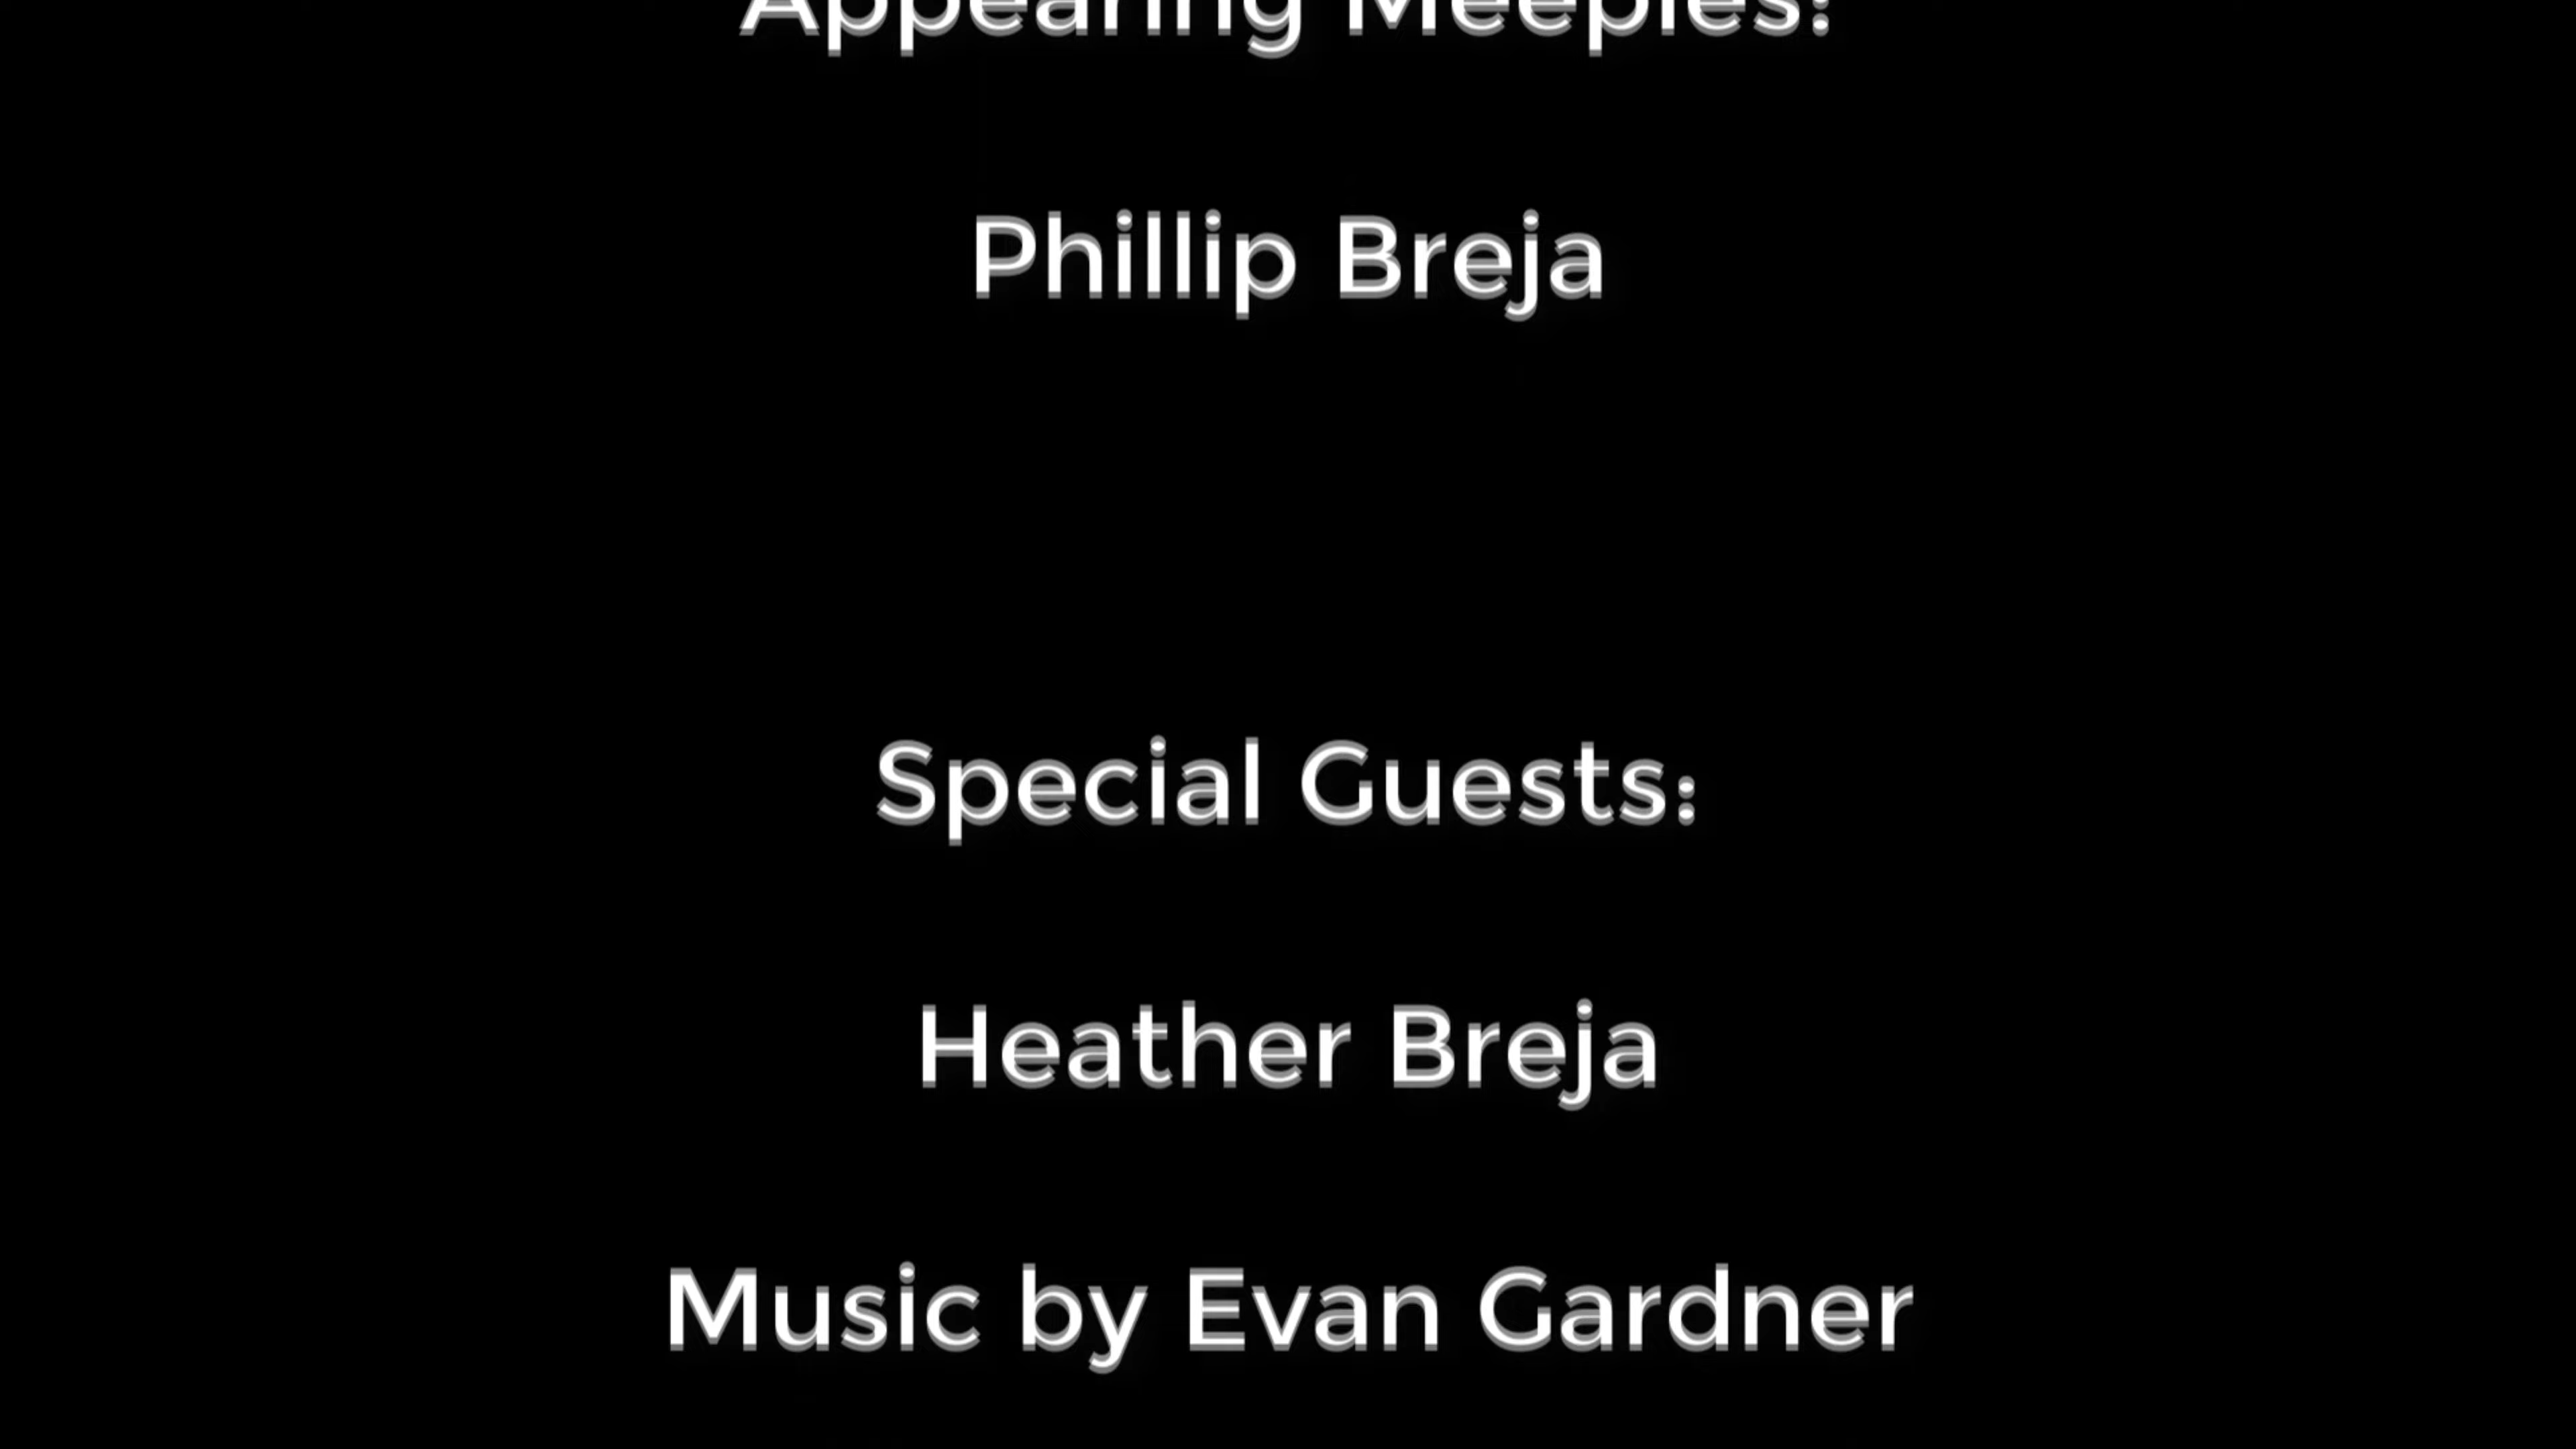 Appearing Meeples:
Phillip Breja
Special Guests:
Heather Breja
Music by Evan Gardner